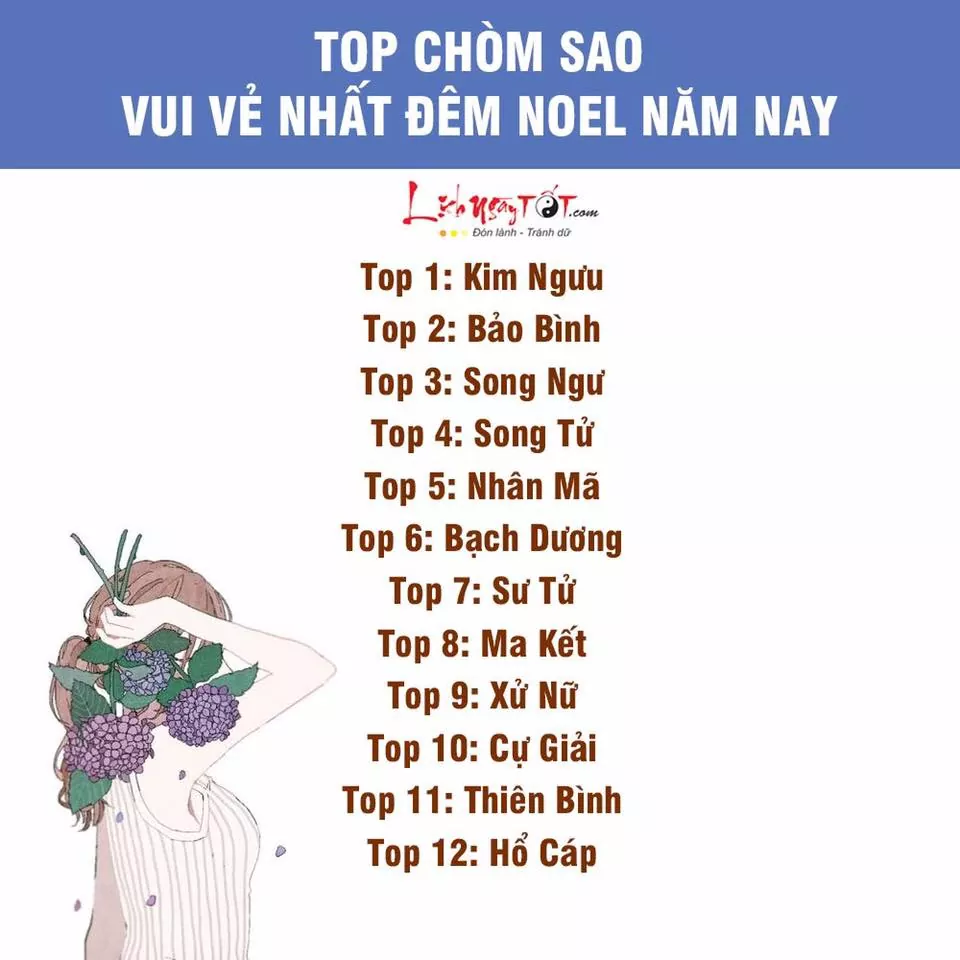 TOP CHÒM SAO
VUI VẺ NHẤT ĐÊM NOEL NĂM NAY
LịchNgàyTỐT.com
Đón lành - Tránh dữ
Top 1: Kim Ngưu
Top 2: Bảo Bình
Top 3: Song Ngư
Top 4: Song Tử
Top 5: Nhân Mã
Top 6: Bạch Dương
Top 7: Sư Tử
Top 8: Ma Kết
Top 9: Xử Nữ
Top 10: Cự Giải
Top 11: Thiên Bình
Top 12: Hổ Cáp